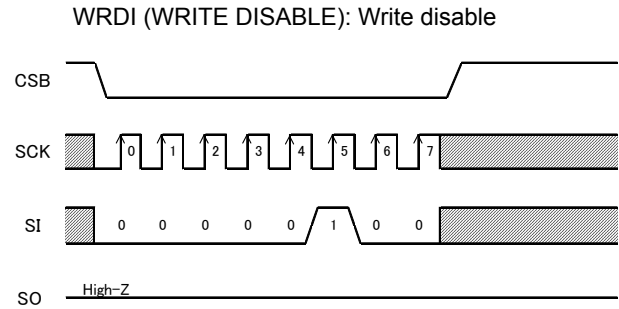 WRDI (WRITE DISABLE): Write disable
CSB
SCK 0 1 2 3 4 5 6 7
SI 0 0 0 0 0 1 0 0
High-Z
SO